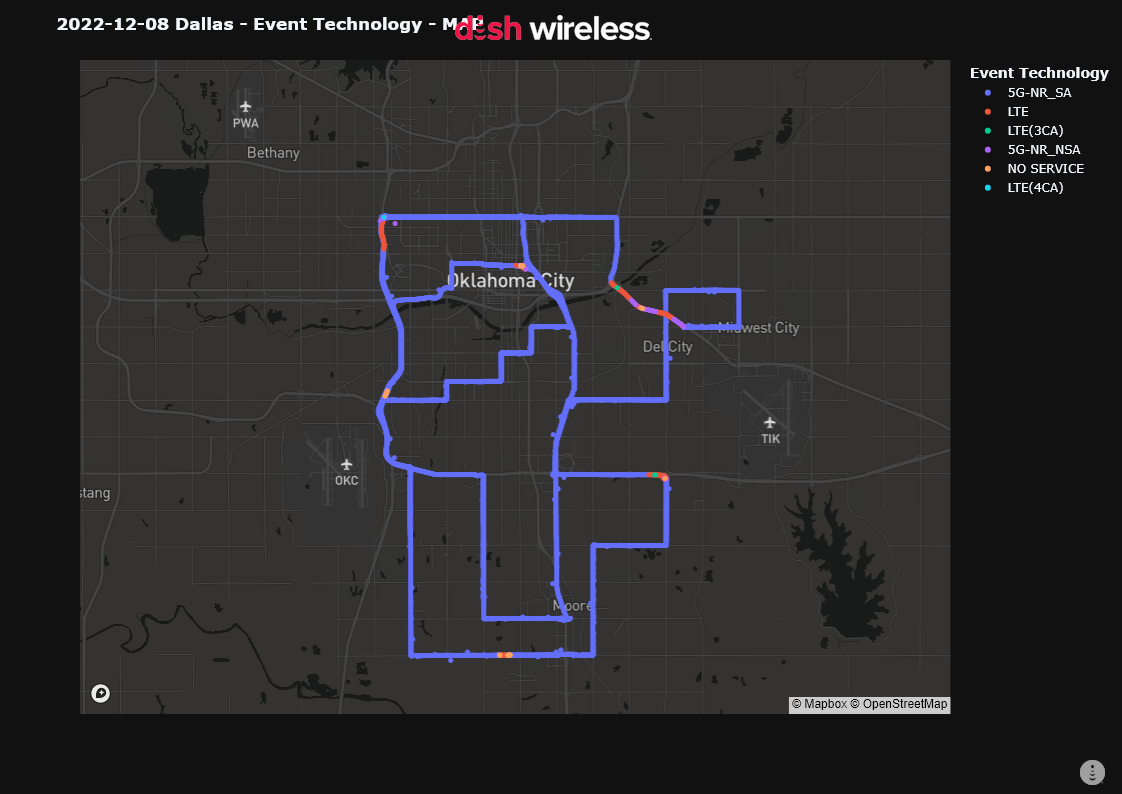 2022-12-08 Dallas - Event Technology - MAP
dish wireless.
Event Technology
5G-NR_SA
LTE
LTE(3CA)
5G-NR_NSA
NO SERVICE
LTE(4CA)
PWA
Bethany
Oklahoma City
Midwest City
Del City
TIK
OKC
stang
Moore
© Mapbox © OpenStreetMap